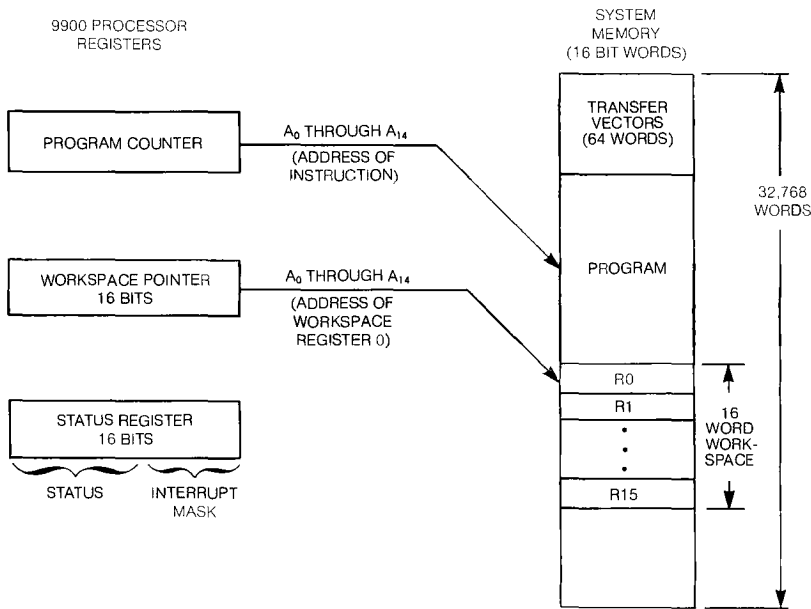 9900 PROCESSOR
REGISTERS
PROGRAM COUNTER
A₀ THROUGH A₁₄
(ADDRESS OF
INSTRUCTION)
WORKSPACE POINTER
16 BITS
A₀ THROUGH A₁₄
(ADDRESS OF
WORKSPACE
REGISTER 0)
STATUS REGISTER
16 BITS
STATUS
INTERRUPT
MASK
SYSTEM
MEMORY
(16 BIT WORDS)
TRANSFER
VECTORS
(64 WORDS)
PROGRAM
R0
R1
R15
16
WORD
WORK-
SPACE
32,768
WORDS